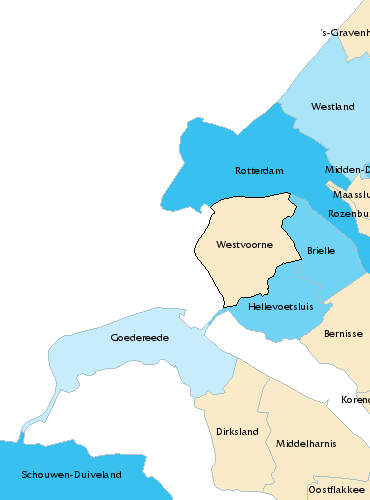 's-Gravenh
Westland
Rotterdam
Midden-D
Maasslu
Rozenbu
Westvoorne
Brielle
Hellevoetsluis
Bernisse
Goedereede
Korend
Dirksland
Middelharnis
Schouwen-Duiveland
Oostflakkee